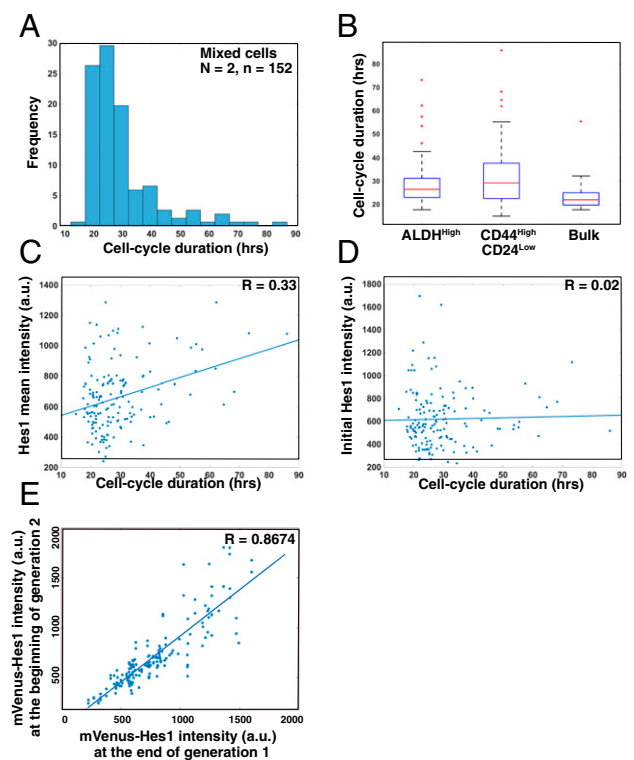 A
Mixed cells
N = 2, n = 152
Frequency
30
25
20
15
10
5
0
10 20 30 40 50 60 70 80 90
Cell-cycle duration (hrs)
B
Cell-cycle duration (hrs)
80
70
60
50
40
30
20
ALDHHigh
CD44High
CD24Low
Bulk
C
R = 0.33
Hes1 mean intensity (a.u.)
1400
1200
1000
800
600
400
200
10 20 30 40 50 60 70 80 90
Cell-cycle duration (hrs)
D
R = 0.02
Initial Hes1 intensity (a.u.)
1800
1600
1400
1200
1000
800
600
400
200
10 20 30 40 50 60 70 80 90
Cell-cycle duration (hrs)
E
R = 0.8674
mVenus-Hes1 intensity (a.u.)
at the beginning of generation 2
2000
1500
1000
500
0 500 1000 1500 2000
mVenus-Hes1 intensity (a.u.)
at the end of generation 1